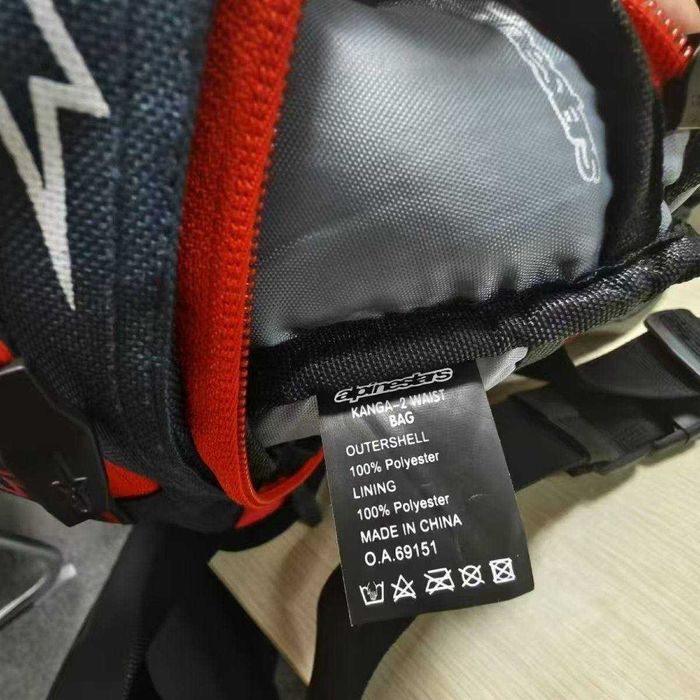 alpinestars
KANGA-2 WAIST
BAG
OUTERSHELL
100% Polyester
LINING
100% Polyester
MADE IN CHINA
O.A.69151